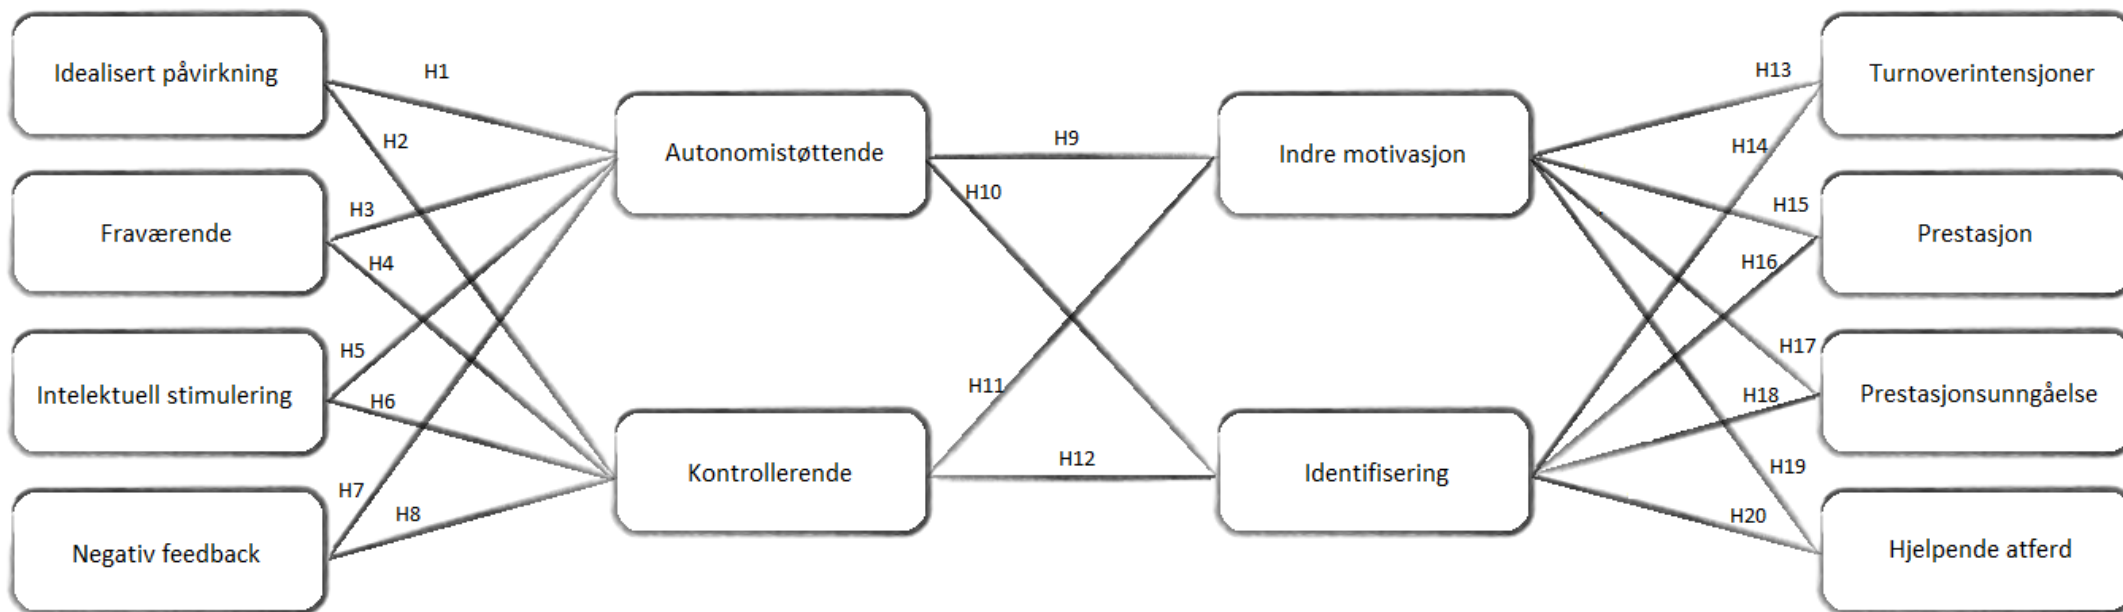 Idealisert påvirkning
Fraværende
Intelektuell stimulering
Negativ feedback
H1
H2
H3
H4
H5
H6
H7
H8
Autonomistøttende
Kontrollerende
H9
H10
H11
H12
Indre motivasjon
Identifisering
H13
H14
H15
H16
H17
H18
H19
H20
Turnoverintensjoner
Prestasjon
Prestasjonsunngåelse
Hjelpende atferd